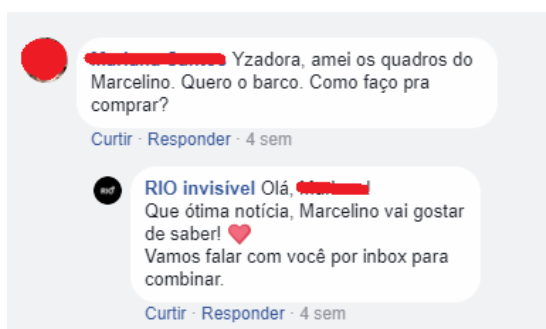 Yzadora, amei os quadros do
Marcelino. Quero o barco. Como faço pra
comprar?
Curtir · Responder · 4 sem
RIO invisível Olá,
Que ótima notícia, Marcelino vai gostar
de saber! ❤
Vamos falar com você por inbox para
combinar.
Curtir · Responder · 4 sem